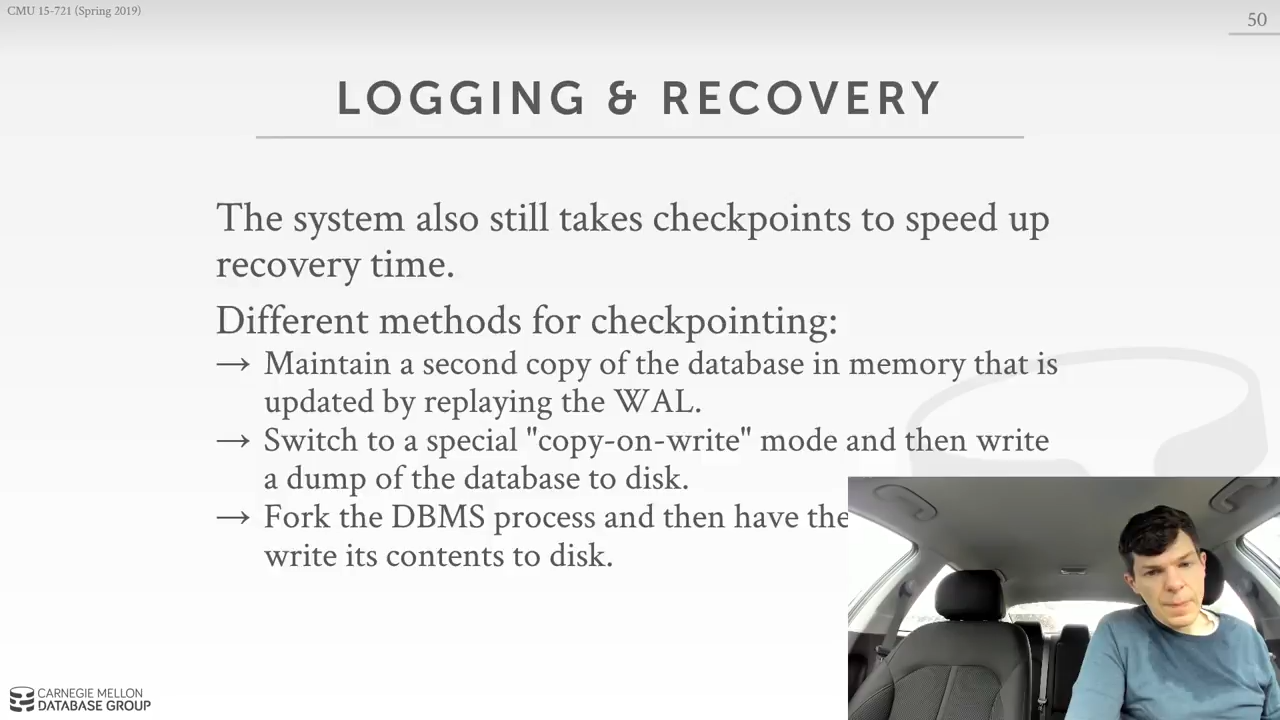 CMU 15-721 (Spring 2019)
50
LOGGING & RECOVERY
The system also still takes checkpoints to speed up
recovery time.
Different methods for checkpointing:
→ Maintain a second copy of the database in memory that is
updated by replaying the WAL.
→ Switch to a special "copy-on-write" mode and then write
a dump of the database to disk.
→ Fork the DBMS process and then have the
write its contents to disk.
CARNEGIE MELLON
DATABASE GROUP